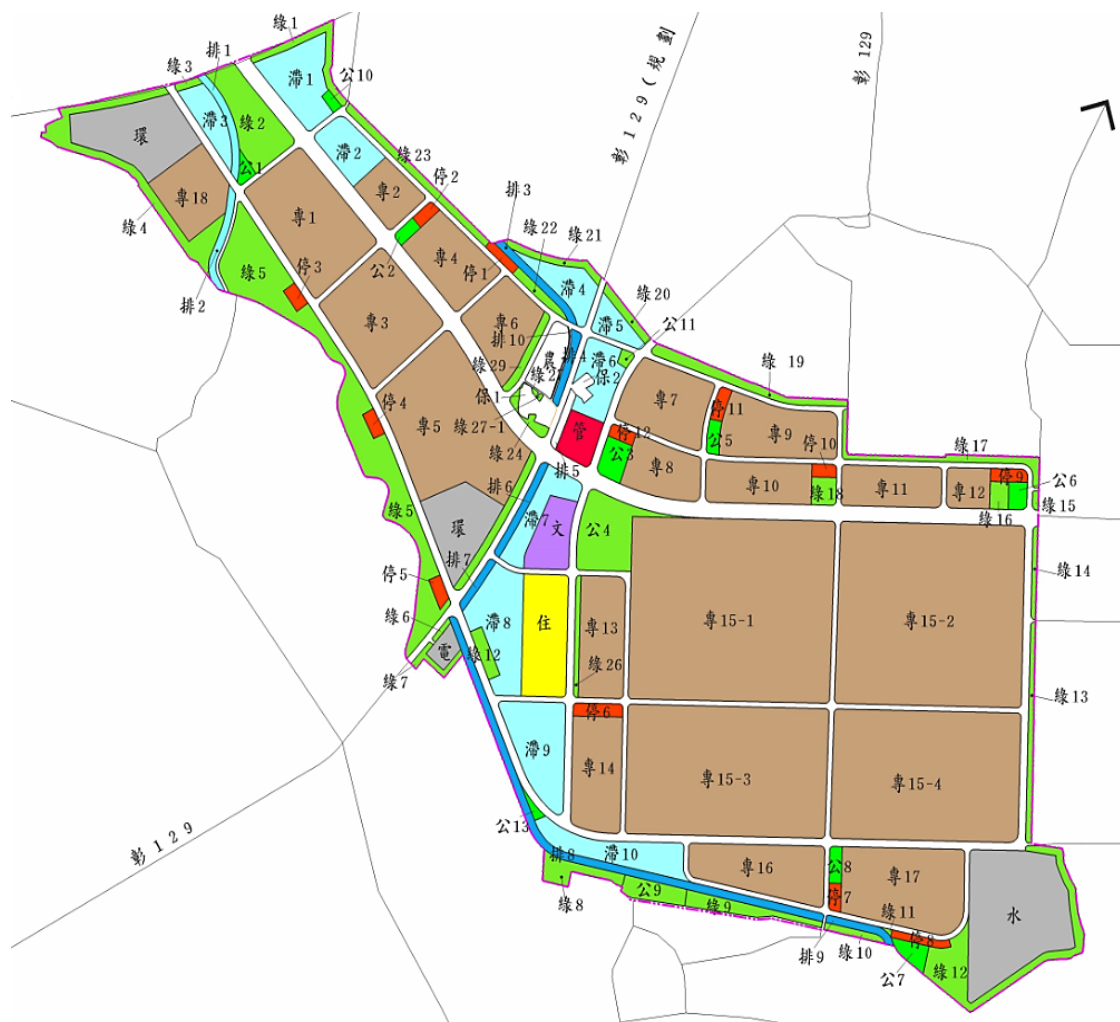 綠1
排1
綠3
公10
滯1
彰 129 (規劃
彰 129
環
滯3
綠2
滯2
綠23
公1
停2
專18
專2
排3
綠4
專1
綠22
綠21
公2
專4
停1
綠5
停3
滯4
排2
綠20
專3
專6
滯5
公11
排10
排4
農
滯6
綠29
綠2
保2
綠 19
保1
專7
停11
停4
綠27-1
專5
管
停12
公5
專9
綠24
公3
停10
綠17
排5
專8
排6
專10
綠18
專11
專12
停9
公6
綠5
滯7
文
公4
綠16
綠15
環
排7
綠14
停5
綠6
滯8
住
專13
專15-1
專15-2
電
綠12
綠26
綠7
綠13
停6
滯9
專14
專15-3
專15-4
公13
彰 129
排8
滯10
專16
公8
專17
綠8
公9
綠9
停7
綠11
水
停8
排9
綠10
公7
綠12